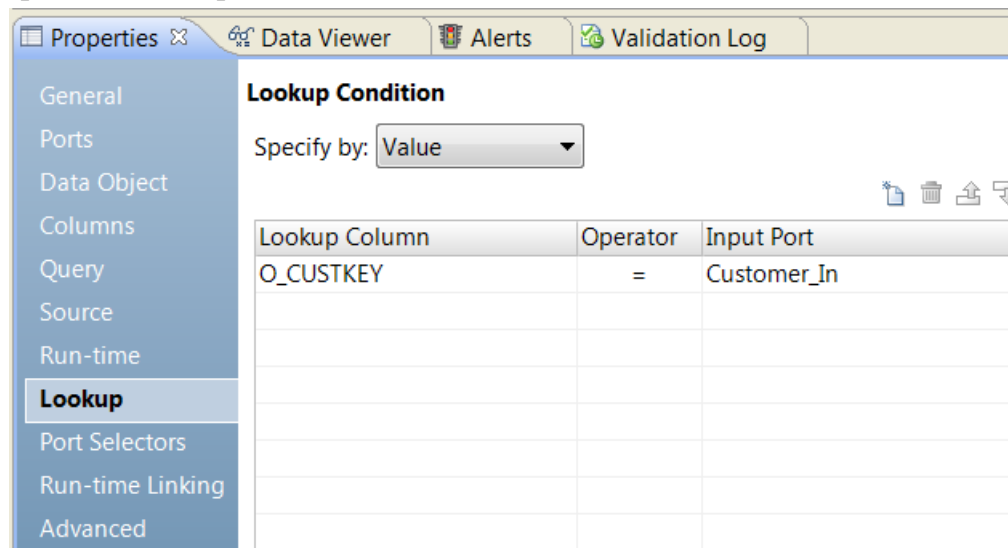 Properties Data Viewer Alerts Validation Log
General
Ports
Data Object
Columns
Query
Source
Run-time
Lookup
Port Selectors
Run-time Linking
Advanced
Lookup Condition
Specify by: Value
Lookup Column Operator Input Port
O_CUSTKEY = Customer_In